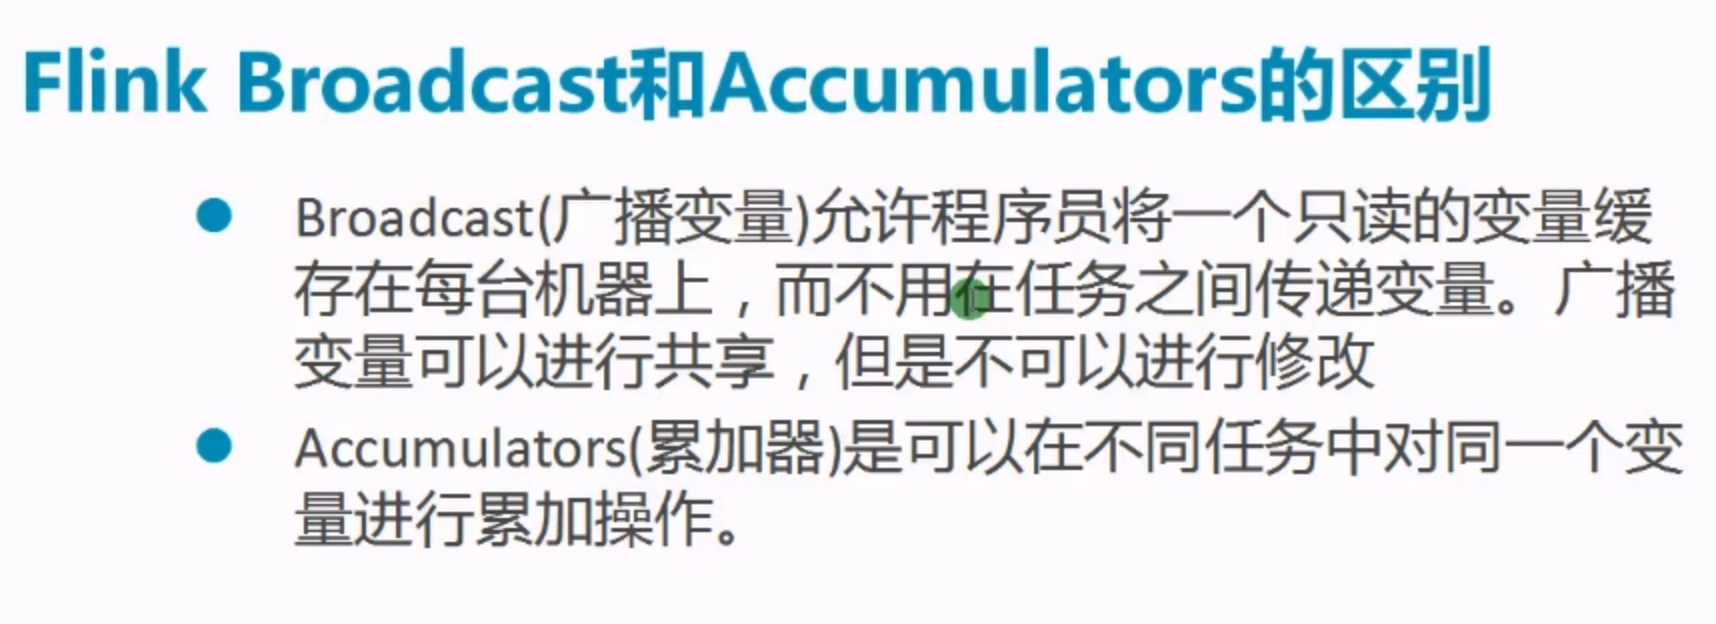 Flink Broadcast和Accumulators的区别
Broadcast(广播变量)允许程序员将一个只读的变量缓
存在每台机器上，而不用在任务之间传递变量。广播
变量可以进行共享，但是不可以进行修改
Accumulators(累加器)是可以在不同任务中对同一个变
量进行累加操作。